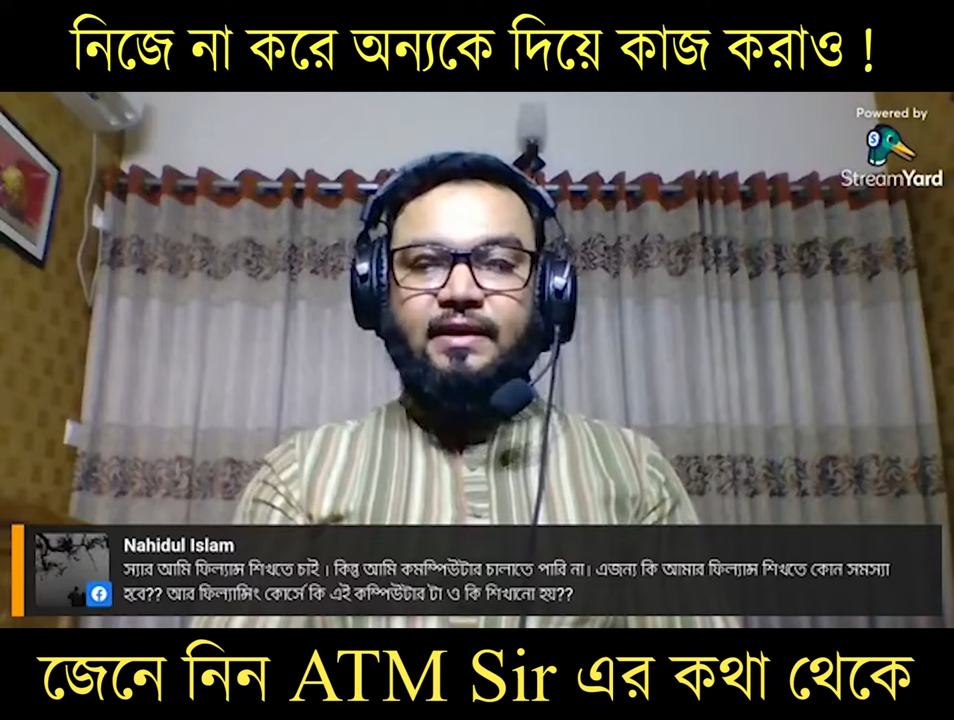 নিজে না করে অন্যকে দিয়ে কাজ করাও !
Powered by
StreamYard
Nahidul Islam
স্যার আমি ফিল্যান্স শিখতে চাই । কিন্তু আমি কমম্পিউটার চালাতে পারি না। এজন্য কি আমার ফিল্যান্স শিখতে কোন সমস্যা
হবে?? আর ফিল্যান্সিং কোর্সে কি এই কম্পিউটার টা ও কি শিখানো হয়??
জেনে নিন ATM Sir এর কথা থেকে